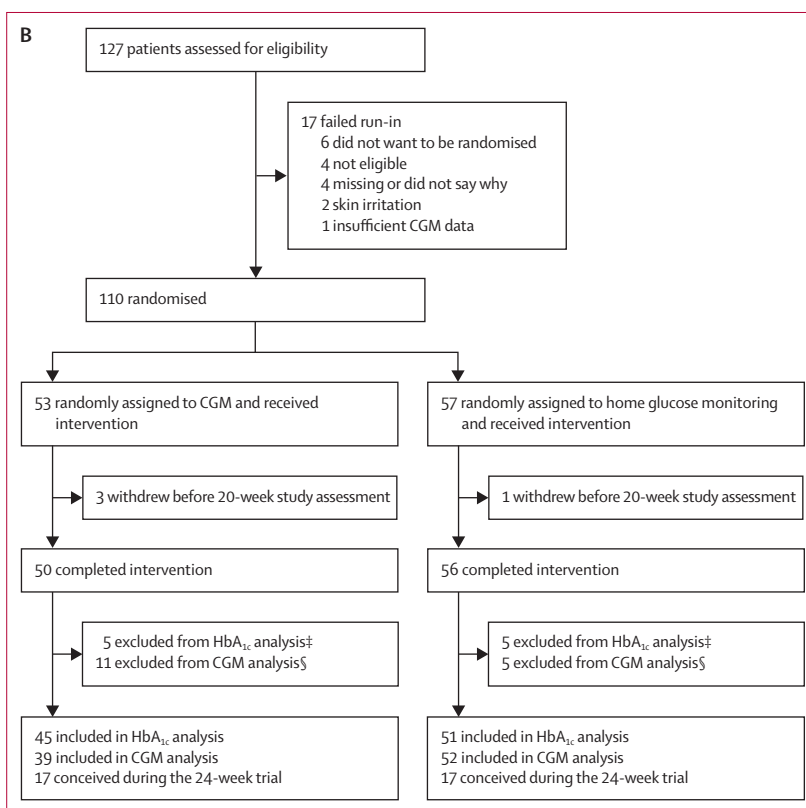 B
127 patients assessed for eligibility
17 failed run-in
6 did not want to be randomised
4 not eligible
4 missing or did not say why
2 skin irritation
1 insufficient CGM data
110 randomised
53 randomly assigned to CGM and received
intervention
57 randomly assigned to home glucose monitoring
and received intervention
3 withdrew before 20-week study assessment
1 withdrew before 20-week study assessment
50 completed intervention
56 completed intervention
5 excluded from HbA1c analysis‡
11 excluded from CGM analysis§
5 excluded from HbA1c analysis‡
5 excluded from CGM analysis§
45 included in HbA1c analysis
39 included in CGM analysis
17 conceived during the 24-week trial
51 included in HbA1c analysis
52 included in CGM analysis
17 conceived during the 24-week trial